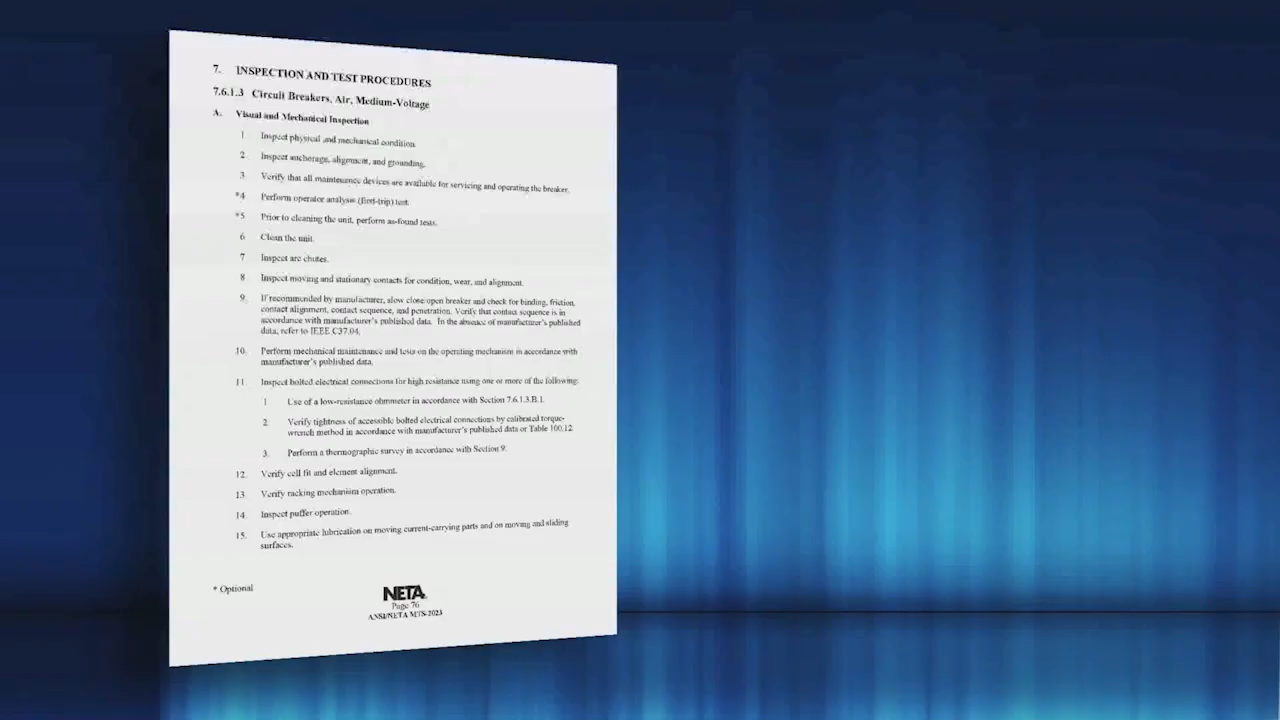 7. INSPECTION AND TEST PROCEDURES
7.6.1.3 Circuit Breakers, Air, Medium-Voltage
A. Visual and Mechanical Inspection
1 Inspect physical and mechanical condition.
2 Inspect anchorage, alignment, and grounding.
3 Verify that all maintenance devices are available for servicing and operating the breaker.
*4 Perform operator analysis (first-trip) test.
*5 Prior to cleaning the unit, perform as-found tests.
6 Clean the unit.
7 Inspect arc chutes.
8 Inspect moving and stationary contacts for condition, wear, and alignment.
9. If recommended by manufacturer, slow close/open breaker and check for binding, friction,
contact alignment, contact sequence, and penetration. Verify that contact sequence is in
accordance with manufacturer's published data. In the absence of manufacturer's published
data, refer to IEEE C37.04.
10. Perform mechanical maintenance and tests on the operating mechanism in accordance with
manufacturer's published data.
11 Inspect bolted electrical connections for high resistance using one or more of the following:
1 Use of a low-resistance ohmmeter in accordance with Section 7.6.1.3.B.1.
2. Verify tightness of accessible bolted electrical connections by calibrated torque-
wrench method in accordance with manufacturer's published data or Table 100.12.
3. Perform a thermographic survey in accordance with Section 9.
12. Verify cell fit and element alignment.
13. Verify racking mechanism operation.
14. Inspect puffer operation.
15. Use appropriate lubrication on moving current-carrying parts and on moving and sliding
surfaces.
* Optional
NETA
Page 76
ANSI/NETA MTS-2023